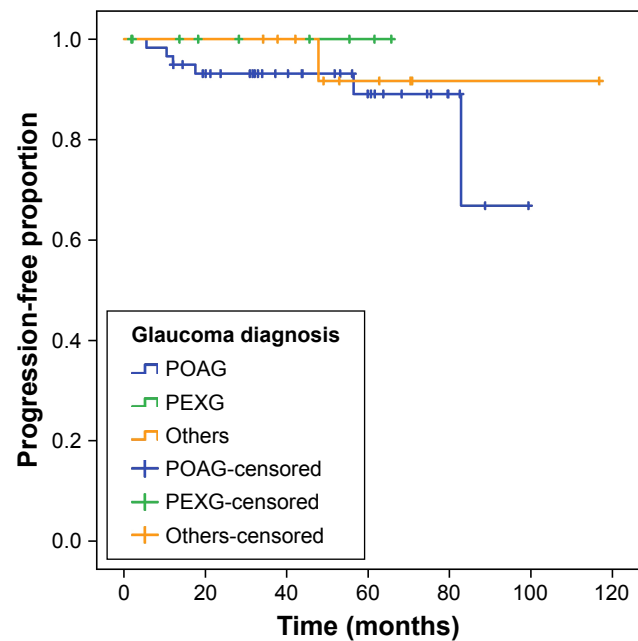 Progression-free proportion
1.0
0.8
0.6
0.4
0.2
0.0
Glaucoma diagnosis
POAG
PEXG
Others
POAG-censored
PEXG-censored
Others-censored
0 20 40 60 80 100 120
Time (months)